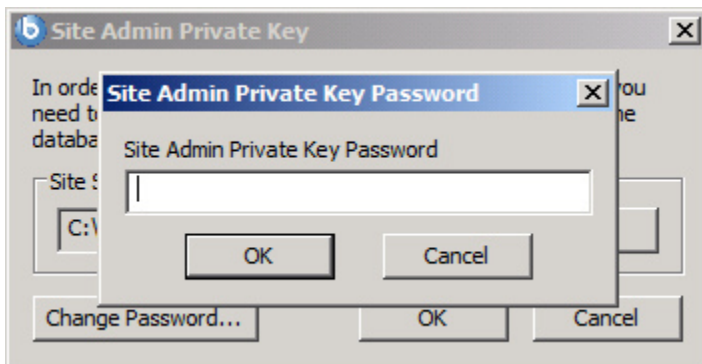 Site Admin Private Key
In orde
you
need t
he
databa
Site Admin Private Key Password
Site Admin Private Key Password
Site S
C:\
OK
Cancel
Change Password...
OK
Cancel